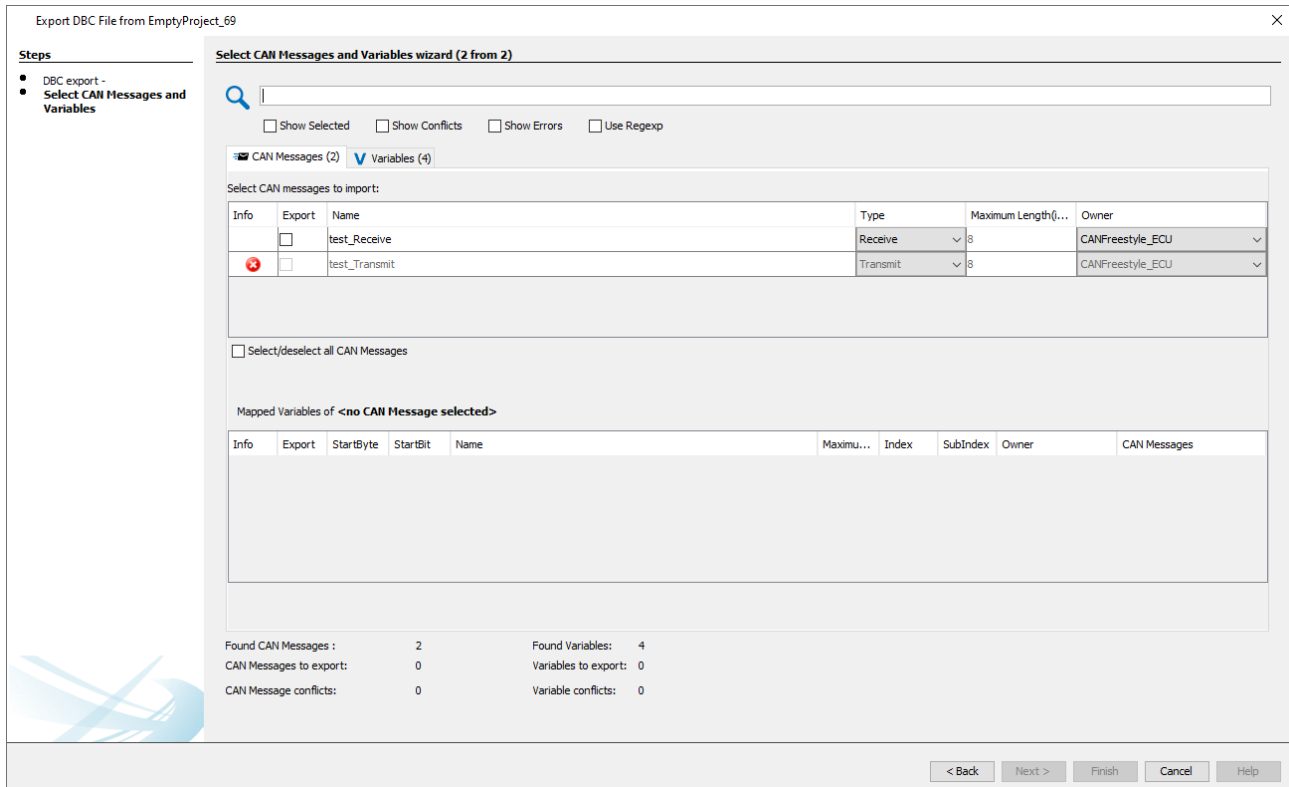 Export DBC File from EmptyProject_69
Steps
DBC export -
Select CAN Messages and
Variables
Select CAN Messages and Variables wizard (2 from 2)
Show Selected Show Conflicts Show Errors Use Regexp
CAN Messages (2) V Variables (4)
Select CAN messages to import:
Info Export Name Type Maximum Length(i... Owner
test_Receive Receive 8 CANFreestyle_ECU
test_Transmit Transmit 8 CANFreestyle_ECU
Select/deselect all CAN Messages
Mapped Variables of <no CAN Message selected>
Info Export StartByte StartBit Name Maximu... Index SubIndex Owner CAN Messages
Found CAN Messages : 2 Found Variables: 4
CAN Messages to export: 0 Variables to export: 0
CAN Message conflicts: 0 Variable conflicts: 0
< Back Next > Finish Cancel Help